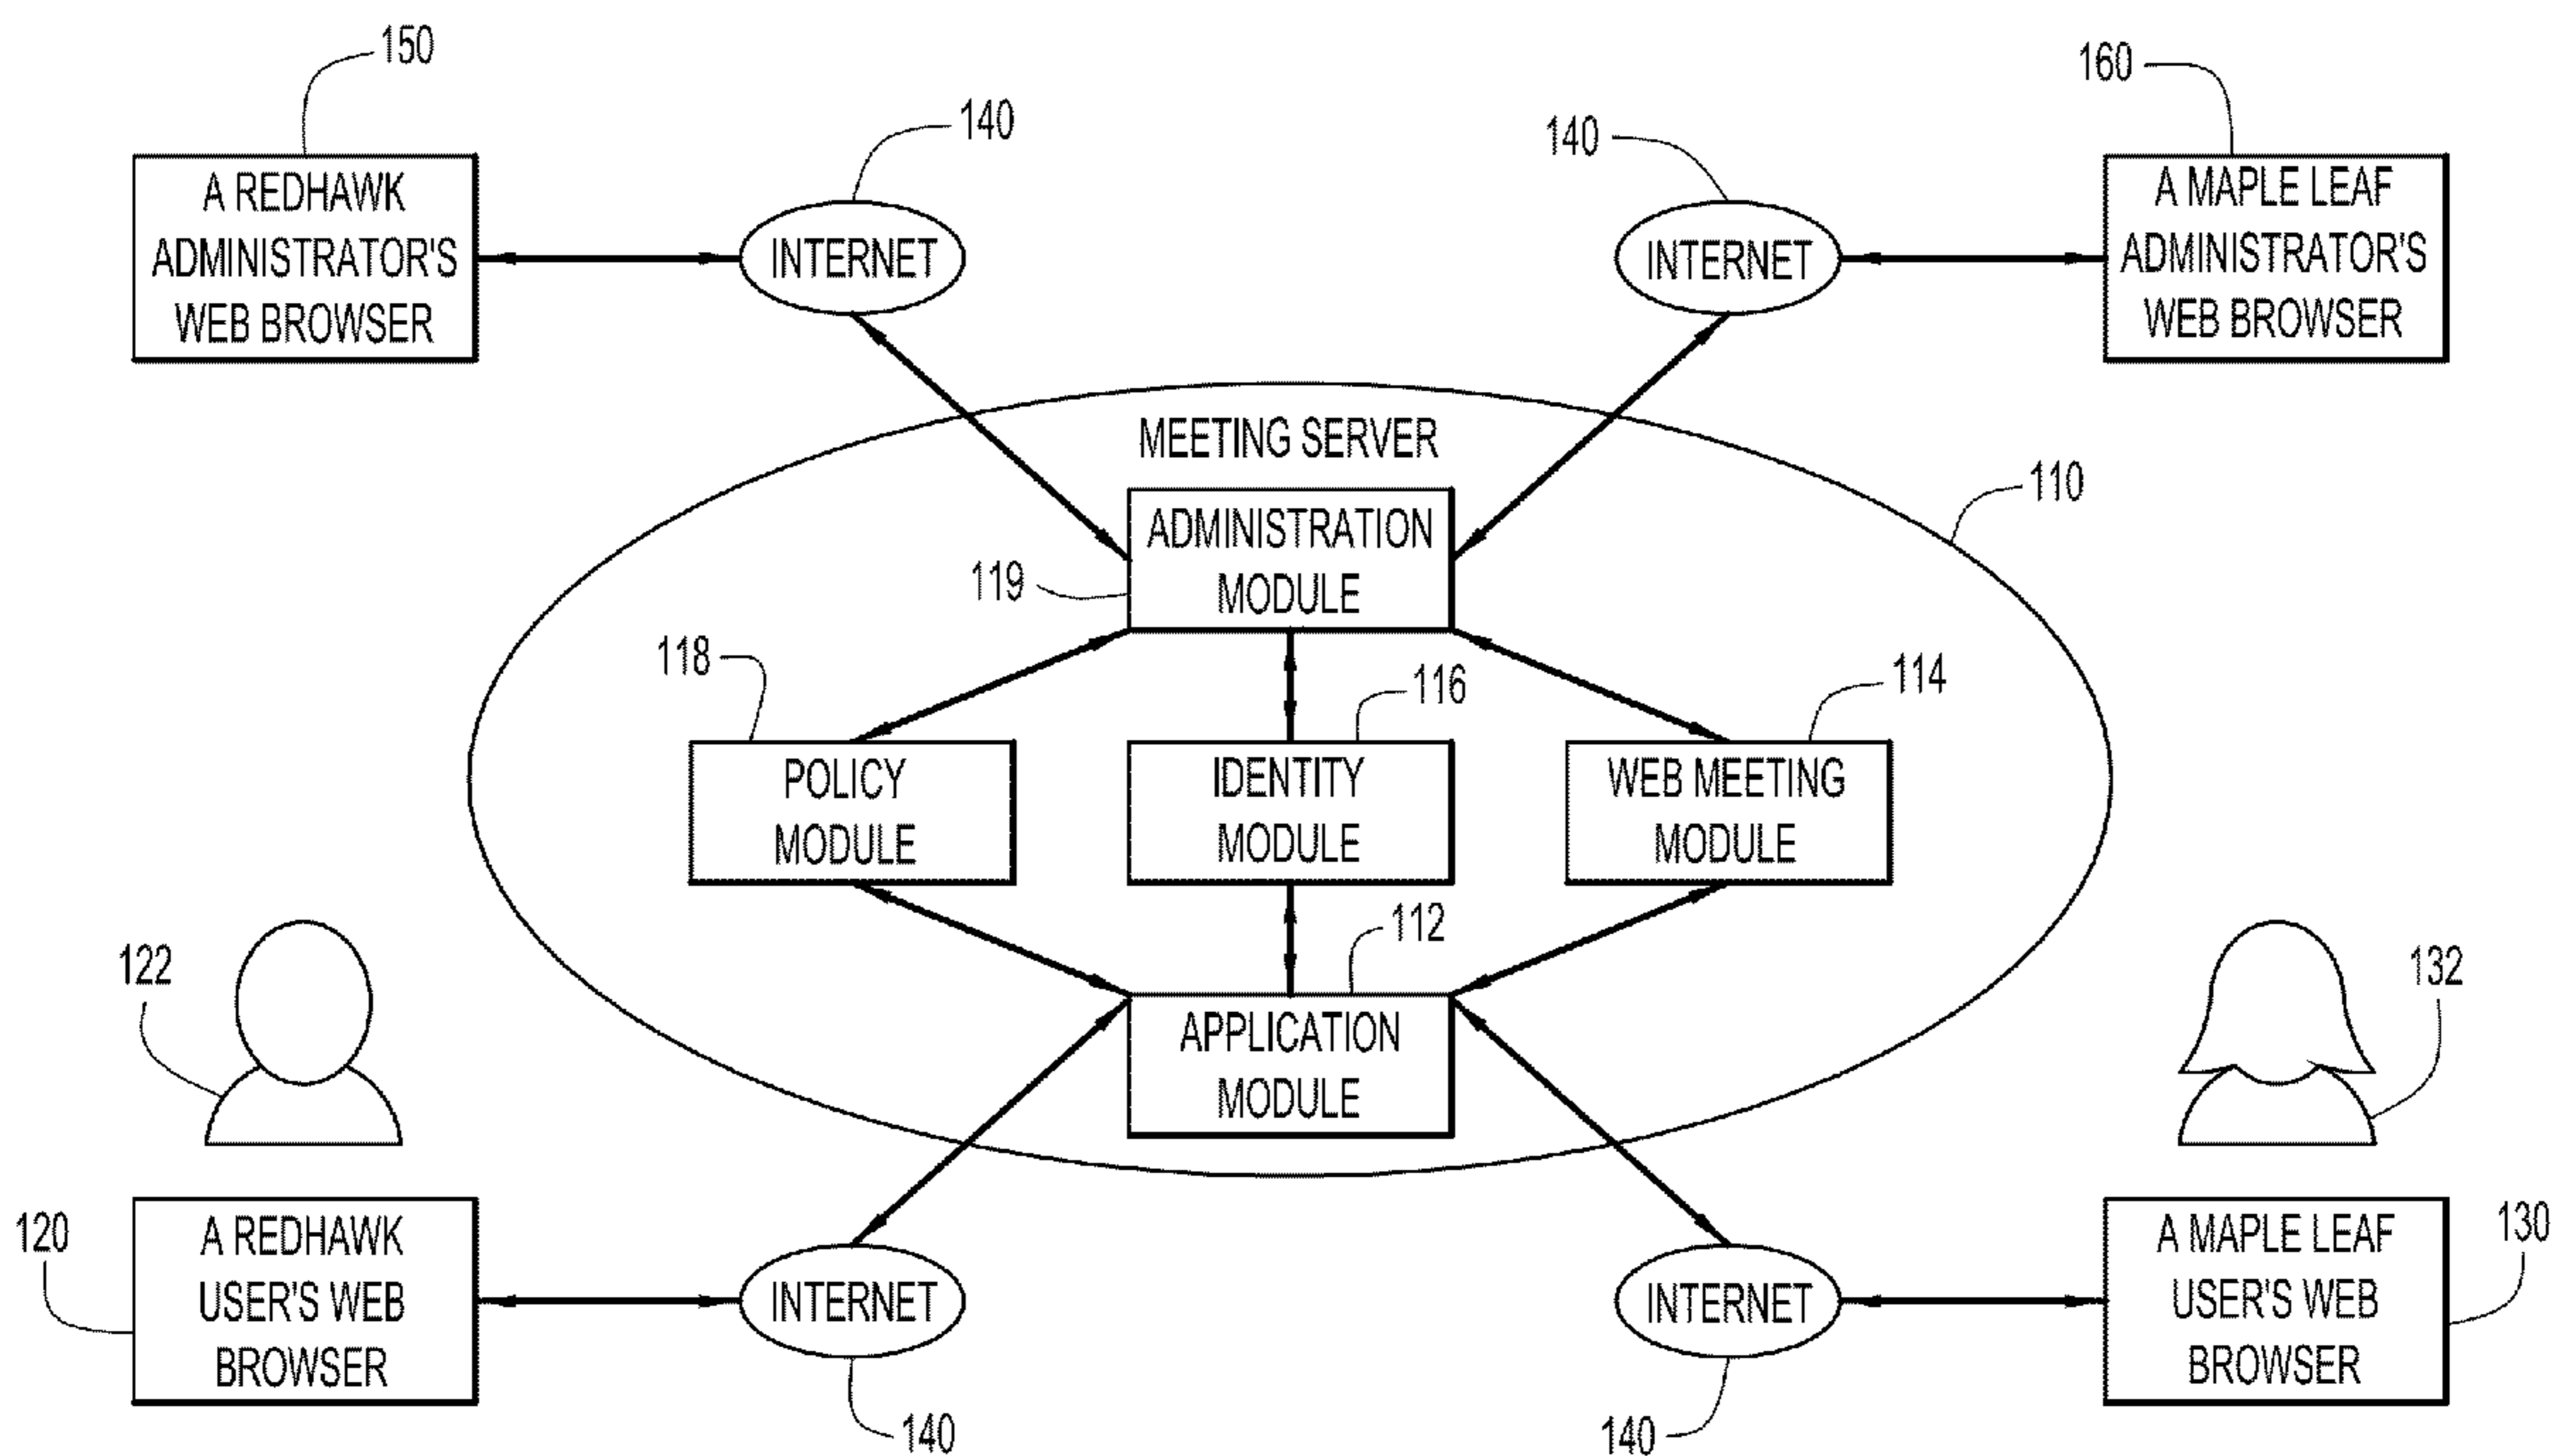 150
140
140
160
A REDHAWK
ADMINISTRATOR'S
WEB BROWSER
INTERNET
INTERNET
A MAPLE LEAF
ADMINISTRATOR'S
WEB BROWSER
MEETING SERVER
110
ADMINISTRATION
MODULE
119
118
116
114
POLICY
MODULE
IDENTITY
MODULE
WEB MEETING
MODULE
112
122
132
APPLICATION
MODULE
120
A REDHAWK
USER'S WEB
BROWSER
INTERNET
INTERNET
A MAPLE LEAF
USER'S WEB
BROWSER
130
140
140